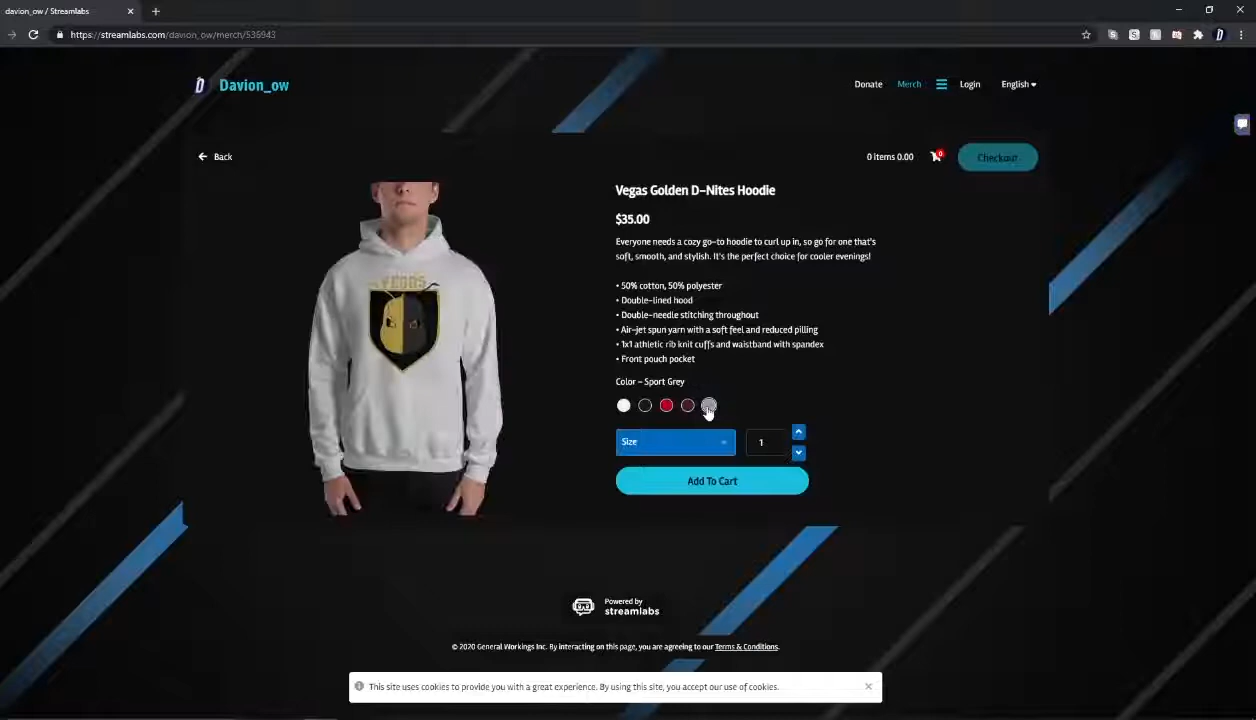 davion_ow / Streamlabs
https://streamlabs.com/davion_ow/merch/536943
Davion_ow
Donate
Merch
Login
English
Back
0 items 0.00
0
Checkout
Vegas Golden D-Nites Hoodie
$35.00
Everyone needs a cozy go-to hoodie to curl up in, so go for one that's
soft, smooth, and stylish. It's the perfect choice for cooler evenings!
• 50% cotton, 50% polyester
• Double-lined hood
• Double-needle stitching throughout
• Air-jet spun yarn with a soft feel and reduced pilling
• 1x1 athletic rib knit cuffs and waistband with spandex
• Front pouch pocket
Color - Sport Grey
Size
1
Add To Cart
VEGAS
Powered by
streamlabs
© 2020 General Workings Inc. By interacting on this page, you are agreeing to our Terms & Conditions.
This site uses cookies to provide you with a great experience. By using this site, you accept our use of cookies.